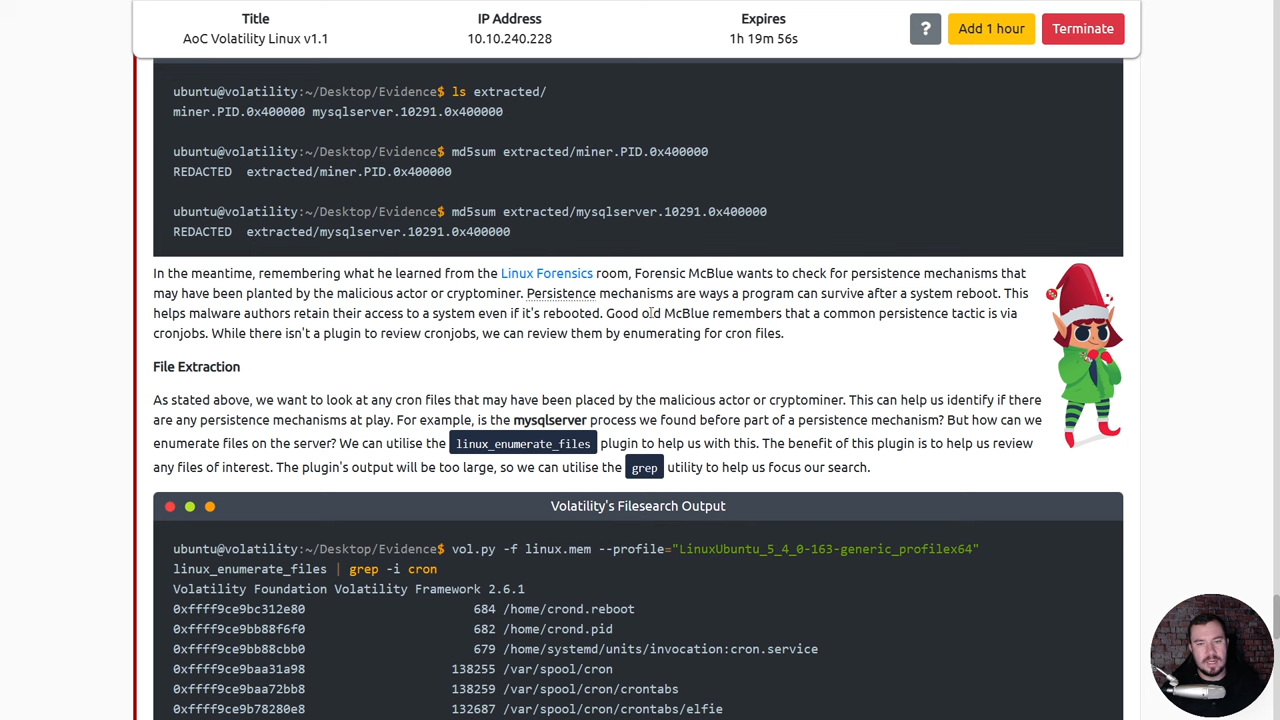 Title
AoC Volatility Linux v1.1
IP Address
10.10.240.228
Expires
1h 19m 56s
?
Add 1 hour
Terminate
ubuntu@volatility:~/Desktop/Evidence$ ls extracted/
miner.PID.0x400000 mysqlserver.10291.0x400000
ubuntu@volatility:~/Desktop/Evidence$ md5sum extracted/miner.PID.0x400000
REDACTED  extracted/miner.PID.0x400000
ubuntu@volatility:~/Desktop/Evidence$ md5sum extracted/mysqlserver.10291.0x400000
REDACTED  extracted/mysqlserver.10291.0x400000
In the meantime, remembering what he learned from the Linux Forensics room, Forensic McBlue wants to check for persistence mechanisms that
may have been planted by the malicious actor or cryptominer. Persistence mechanisms are ways a program can survive after a system reboot. This
helps malware authors retain their access to a system even if it's rebooted. Good old McBlue remembers that a common persistence tactic is via
cronjobs. While there isn't a plugin to review cronjobs, we can review them by enumerating for cron files.
File Extraction
As stated above, we want to look at any cron files that may have been placed by the malicious actor or cryptominer. This can help us identify if there
are any persistence mechanisms at play. For example, is the mysqlserver process we found before part of a persistence mechanism? But how can we
enumerate files on the server? We can utilise the linux_enumerate_files plugin to help us with this. The benefit of this plugin is to help us review
any files of interest. The plugin's output will be too large, so we can utilise the grep utility to help us focus our search.
Volatility's Filesearch Output
ubuntu@volatility:~/Desktop/Evidence$ vol.py -f linux.mem --profile="LinuxUbuntu_5_4_0-163-generic_profilex64"
linux_enumerate_files | grep -i cron
Volatility Foundation Volatility Framework 2.6.1
0xffff9ce9bc312e80 684 /home/crond.reboot
0xffff9ce9bb88f6f0 682 /home/crond.pid
0xffff9ce9bb88cbb0 679 /home/systemd/units/invocation:cron.service
0xffff9ce9baa31a98 138255 /var/spool/cron
0xffff9ce9baa72bb8 138259 /var/spool/cron/crontabs
0xffff9ce9b78280e8 132687 /var/spool/cron/crontabs/elfie